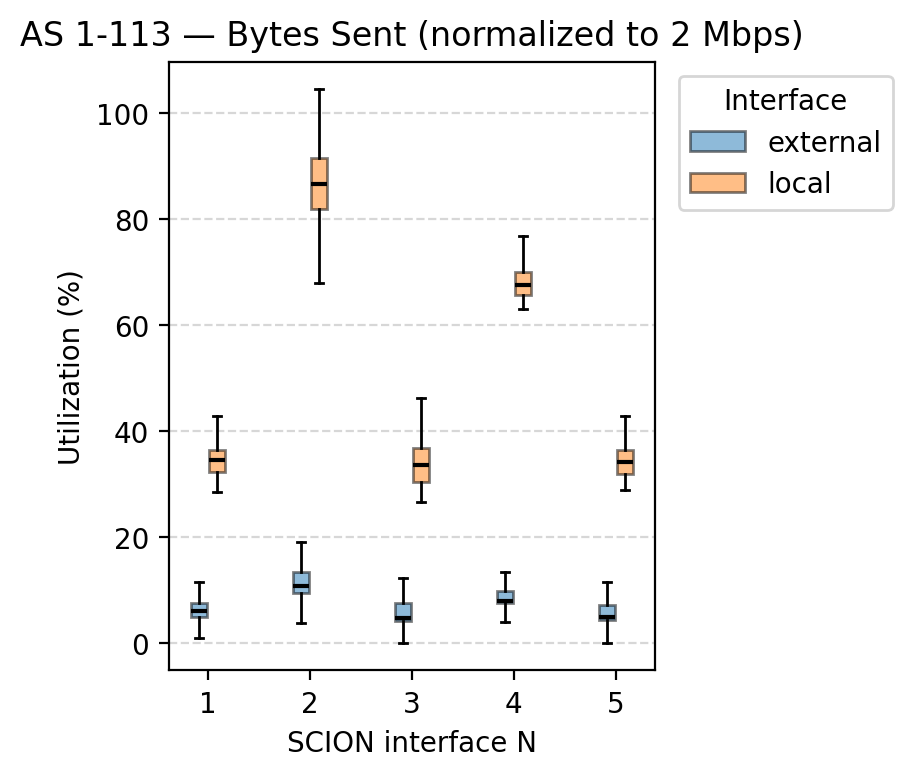 AS 1-113 — Bytes Sent (normalized to 2 Mbps)
Interface
external
local
Utilization (%)
100
80
60
40
20
0
1 2 3 4 5
SCION interface N